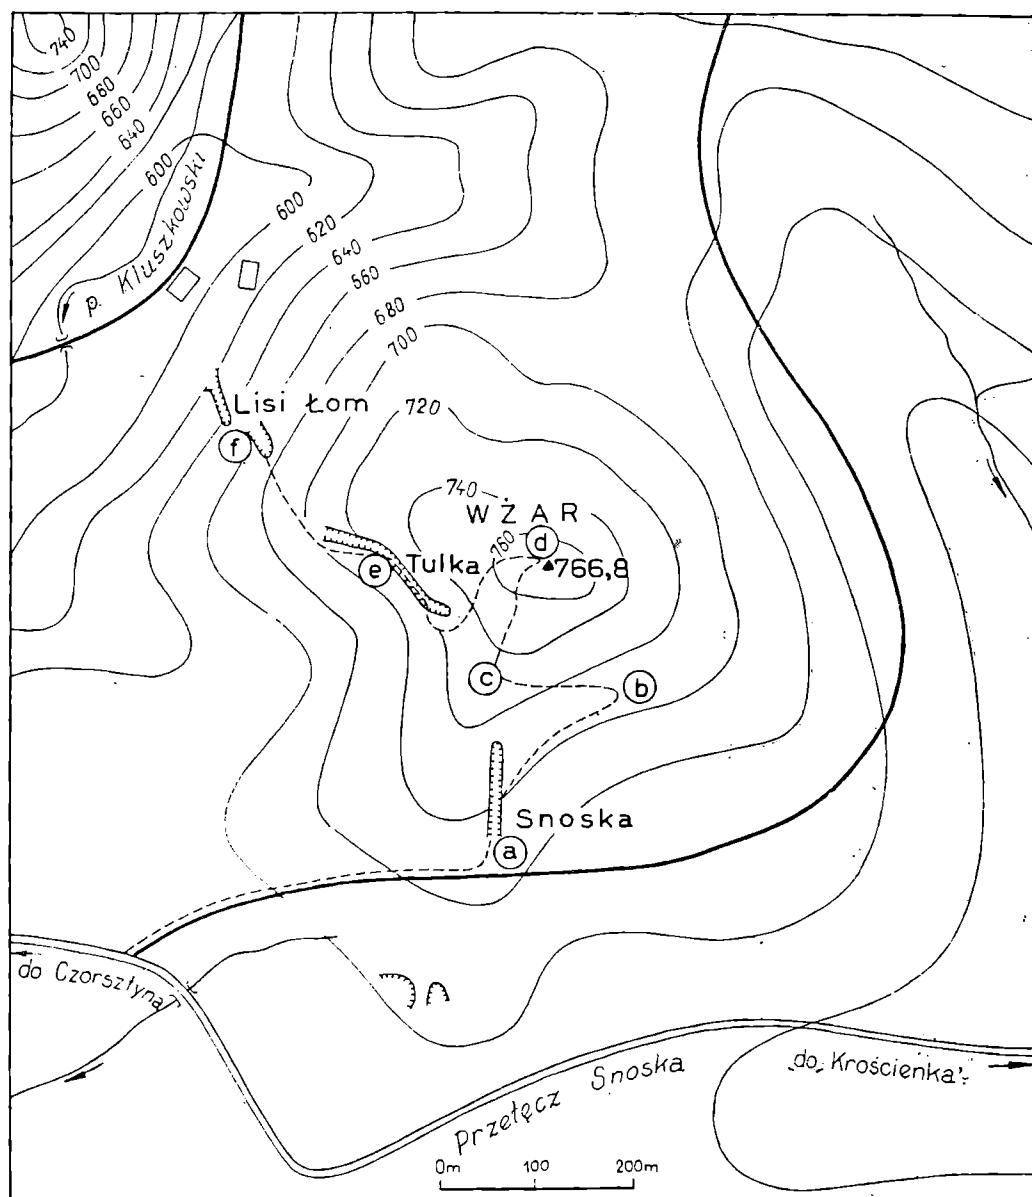 740
700
680
660
640
600
p. Kluszkowski
600
620
640
660
680
700
Lisi Łom
720
f
740
WŻAR
d
760
766,8
Tulka
e
c
b
Snoska
a
do Czorsztyna
Przełęcz Snoska
do Krościenka
0m 100 200m